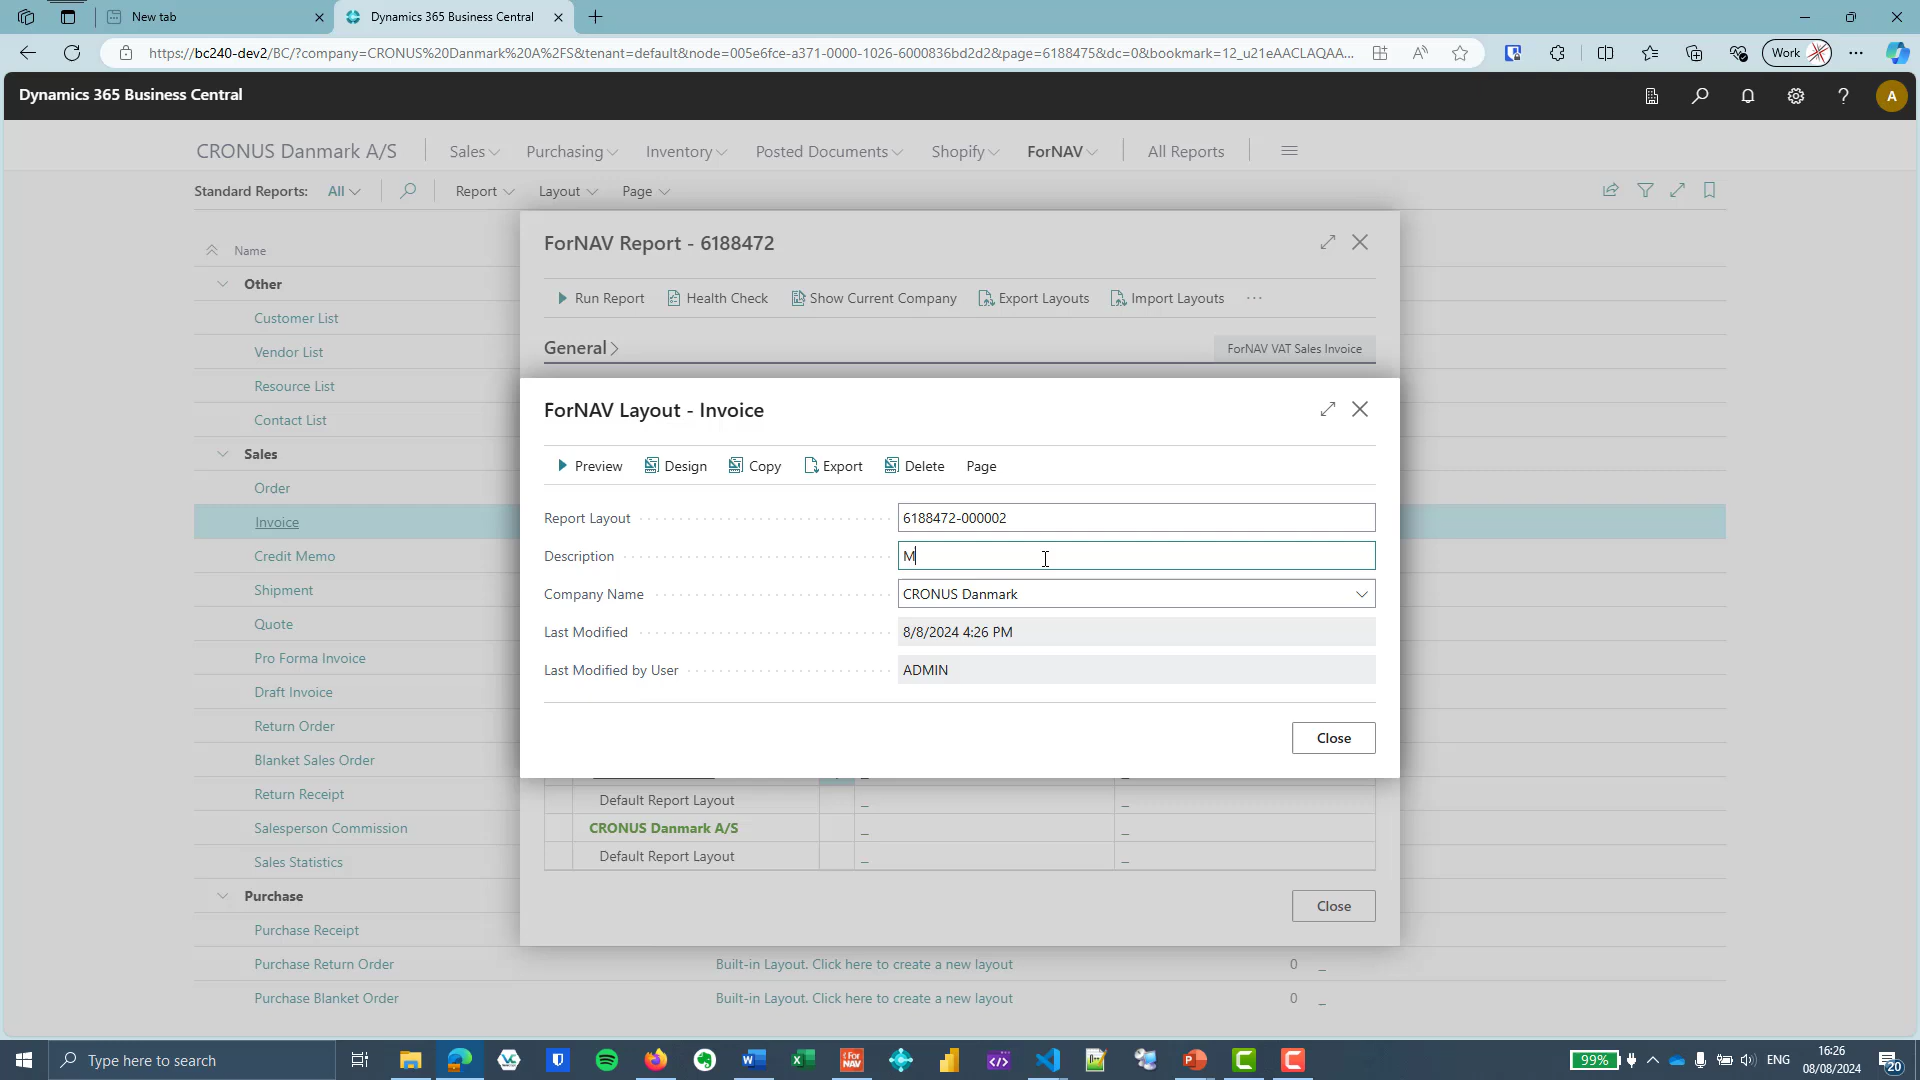 New tab
Dynamics 365 Business Central
https://bc240-dev2/BC/?company=CRONUS%20Danmark%20A%2FS&tenant=default&node=005e6fce-a371-0000-1026-6000836bd2d2&page=6188475&dc=0&bookmark=12_u21eAACLAQAA...
Work
Dynamics 365 Business Central
A
CRONUS Danmark A/S
Sales
Purchasing
Inventory
Posted Documents
Shopify
ForNAV
All Reports
Standard Reports:
All
Report
Layout
Page
Name
Other
Customer List
Vendor List
Resource List
Contact List
Sales
Order
Invoice
Credit Memo
Shipment
Quote
Pro Forma Invoice
Draft Invoice
Return Order
Blanket Sales Order
Return Receipt
Salesperson Commission
Sales Statistics
Purchase
Purchase Receipt
Purchase Return Order
Built-in Layout. Click here to create a new layout
0
_
Purchase Blanket Order
Built-in Layout. Click here to create a new layout
0
_
ForNAV Report - 6188472
Run Report
Health Check
Show Current Company
Export Layouts
Import Layouts
...
General
ForNAV VAT Sales Invoice
ForNAV Layout - Invoice
Preview
Design
Copy
Export
Delete
Page
Report Layout
6188472-000002
Description
M
Company Name
CRONUS Danmark
Last Modified
8/8/2024 4:26 PM
Last Modified by User
ADMIN
Close
Default Report Layout
_
_
CRONUS Danmark A/S
_
_
Default Report Layout
_
_
Close
Type here to search
{For
NAV
99%
ENG
16:26
08/08/2024
20